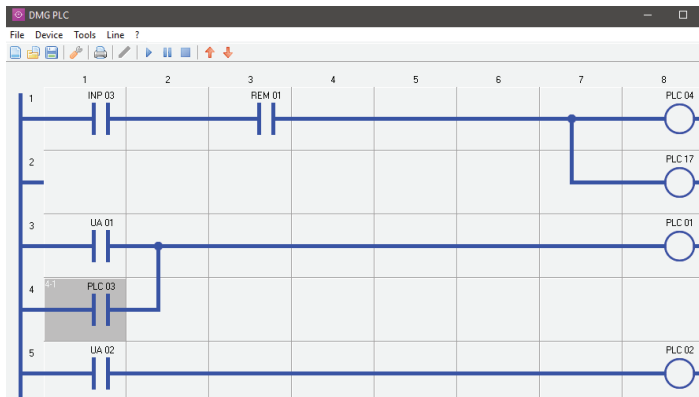 DMG PLC
File Device Tools Line ?
1 2 3 4 5 6 7 8
1 INP 03 REM 01 PLC 04
2 PLC 17
3 UA 01 PLC 01
4 4-1 PLC 03
5 UA 02 PLC 02